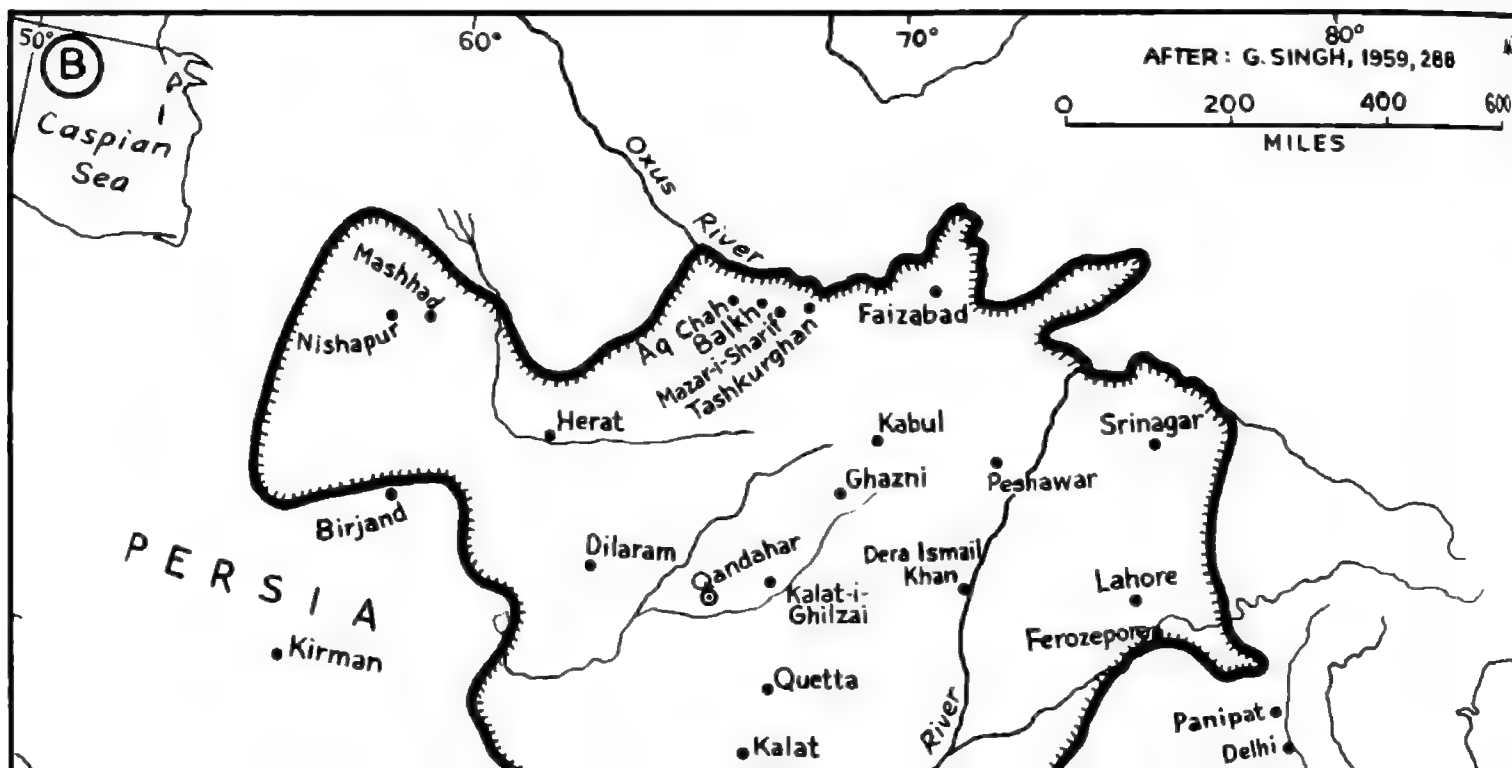 50°
60°
70°
80°
B
AFTER: G. SINGH, 1959, 288
0 200 400 600
MILES
Caspian
Sea
Oxus
River
Mashhad
Nishapur
Aq Chah
Balkh
Mazar-i-Sharif
Tashkurghan
Faizabad
Herat
Kabul
Srinagar
Ghazni
Peshawar
Birjand
PERSIA
Dilaram
Qandahar
Kalat-i-
Ghilzai
Dera Ismail
Khan
Lahore
Ferozepore
Kirman
Quetta
River
Panipat
Kalat
Delhi